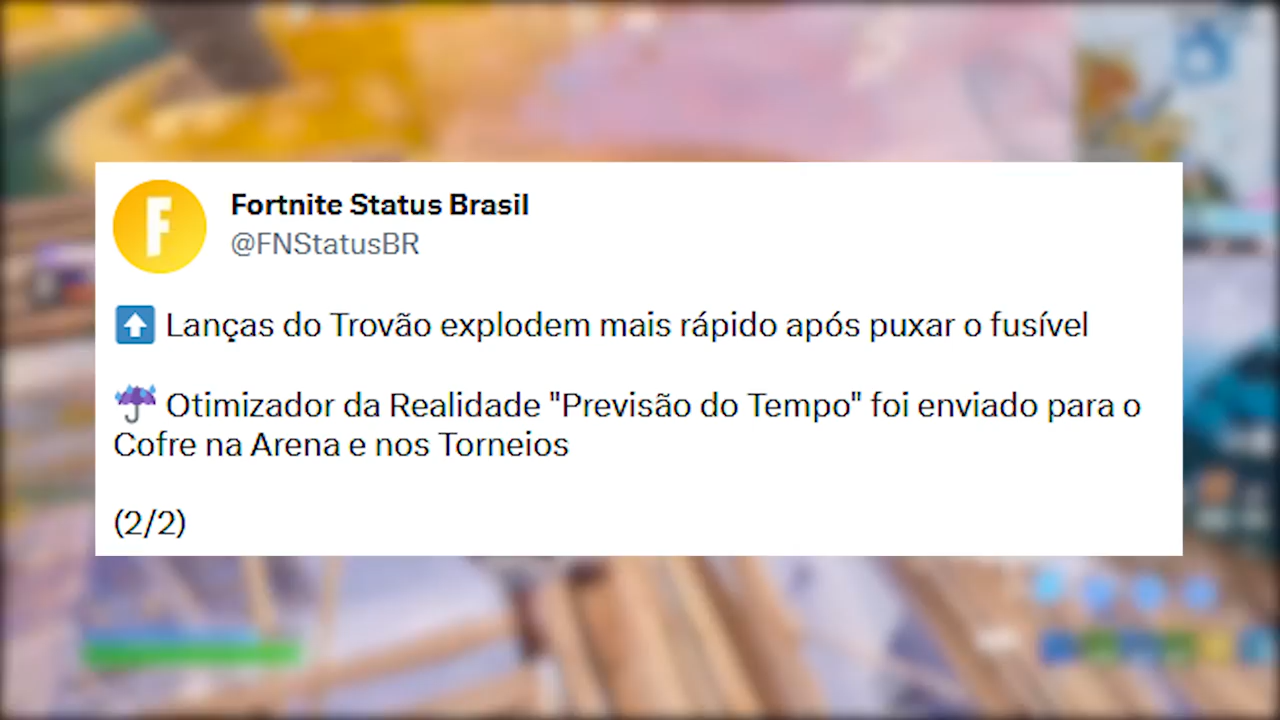 F
Fortnite Status Brasil
@FNStatusBR
⬆️ Lanças do Trovão explodem mais rápido após puxar o fusível
☔ Otimizador da Realidade "Previsão do Tempo" foi enviado para o
Cofre na Arena e nos Torneios
(2/2)